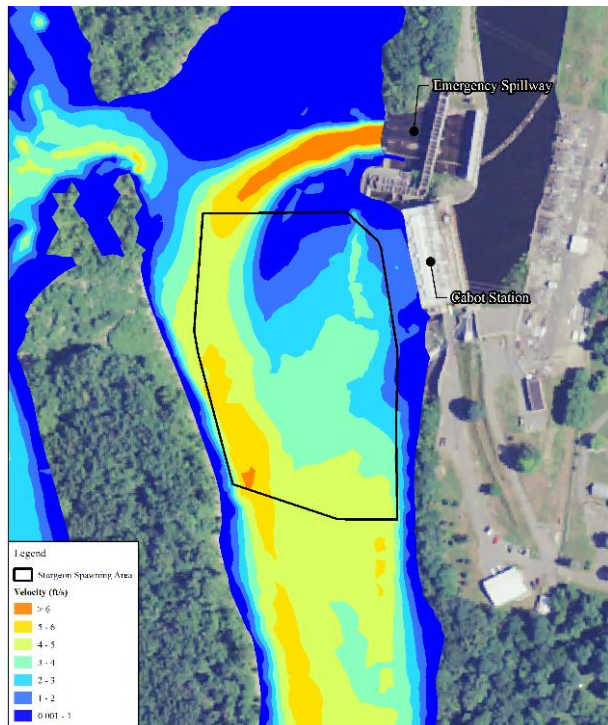 Emergency Spillway
Cabot Station
Legend
Sturgeon Spawning Area
Velocity (ft/s)
> 6
5 - 6
4 - 5
3 - 4
2 - 3
1 - 2
0.001 - 1